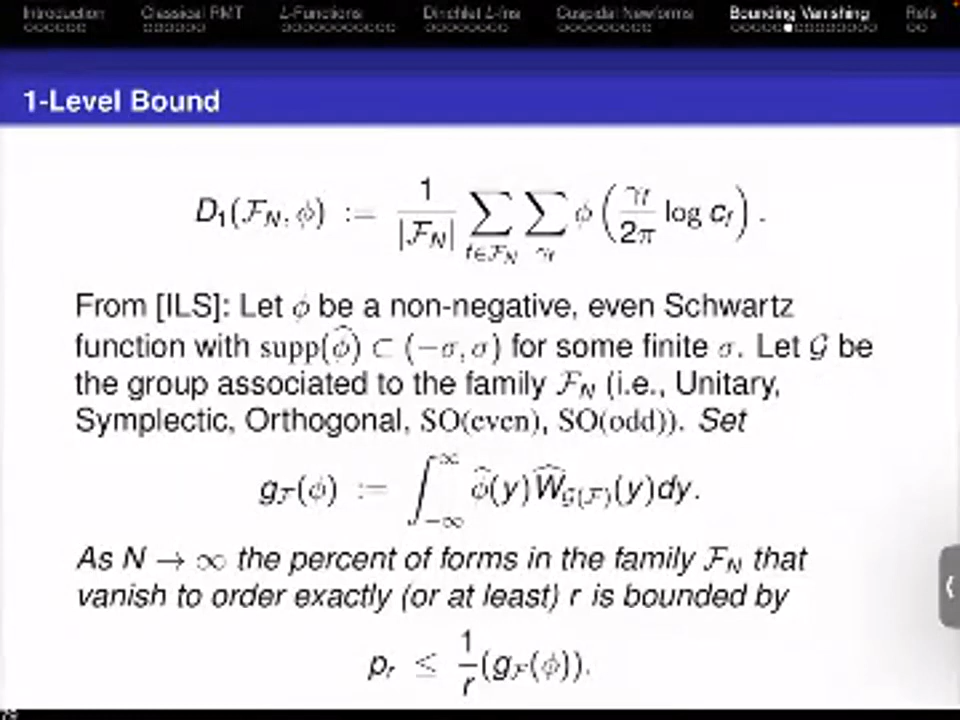 Introduction Classical RMT L-Functions Dirichlet L-fns Cuspidal Newforms Bounding Vanishing Refs
1-Level Bound
D₁(𝓕_N, ϕ) := 1/|𝓕_N| ∑_{f∈𝓕_N} ∑_{γ_f} ϕ (γ_f/2π log c_f).
From [ILS]: Let ϕ be a non-negative, even Schwartz
function with supp(ϕ̂) ⊂ (−σ, σ) for some finite σ. Let 𝓖 be
the group associated to the family 𝓕_N (i.e., Unitary,
Symplectic, Orthogonal, SO(even), SO(odd)). Set
g_𝓕(ϕ) := ∫_{−∞}^{∞} ϕ̂(y)Ŵ_{𝓖(𝓕)}(y)dy.
As N → ∞ the percent of forms in the family 𝓕_N that
vanish to order exactly (or at least) r is bounded by
p_r ≤ 1/r (g_𝓕(ϕ)).